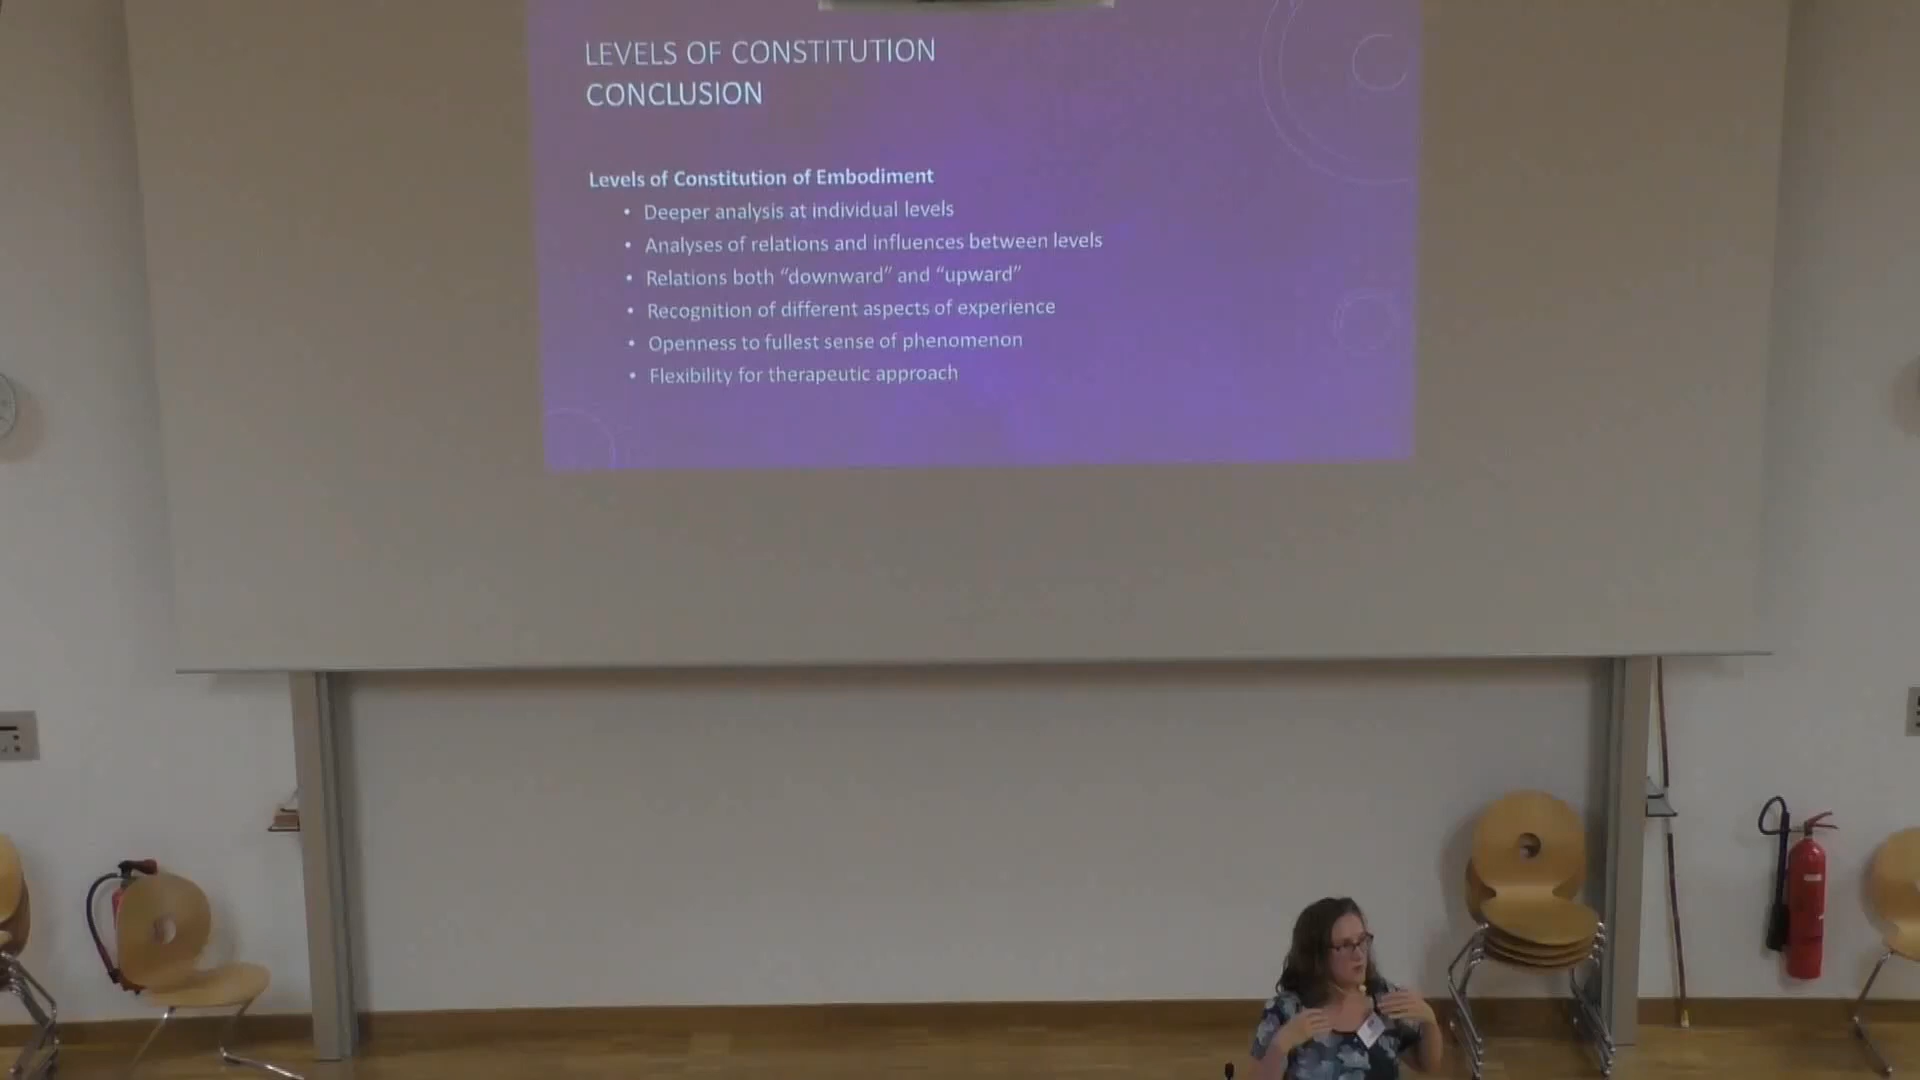 LEVELS OF CONSTITUTION
CONCLUSION
Levels of Constitution of Embodiment
• Deeper analysis at individual levels
• Analyses of relations and influences between levels
• Relations both “downward” and “upward”
• Recognition of different aspects of experience
• Openness to fullest sense of phenomenon
• Flexibility for therapeutic approach